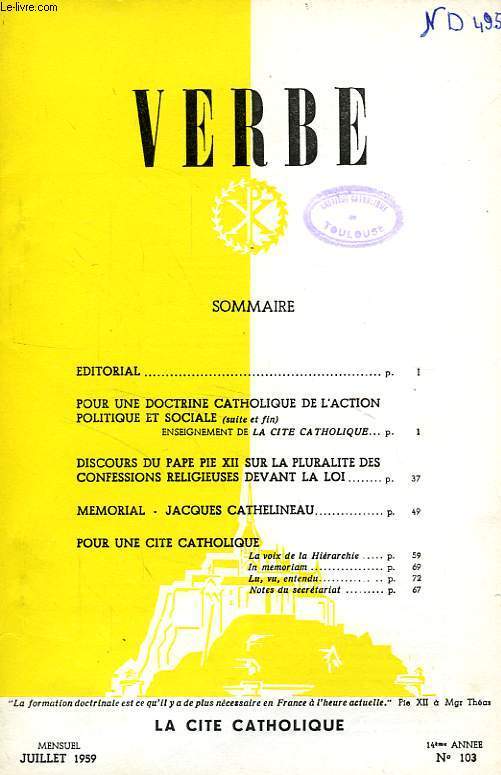 Le-livre.com
ND 495
VERBE
INSTITUT CATHOLIQUE
DE
TOULOUSE
SOMMAIRE
EDITORIAL ........................................................ p. 1
POUR UNE DOCTRINE CATHOLIQUE DE L'ACTION
POLITIQUE ET SOCIALE (suite et fin)
ENSEIGNEMENT DE LA CITE CATHOLIQUE... p. 1
DISCOURS DU PAPE PIE XII SUR LA PLURALITE DES
CONFESSIONS RELIGIEUSES DEVANT LA LOI ........ p. 37
MEMORIAL - JACQUES CATHELINEAU................ p. 49
POUR UNE CITE CATHOLIQUE
La voix de la Hiérarchie ..... p. 59
In memoriam ................. p. 69
Lu, vu, entendu............ .. p. 72
Notes du secrétariat ......... p. 67
"La formation doctrinale est ce qu'il y a de plus nécessaire en France à l'heure actuelle." Pie XII à Mgr Théas
LA CITE CATHOLIQUE
MENSUEL
JUILLET 1959
14ème ANNEE
N° 103